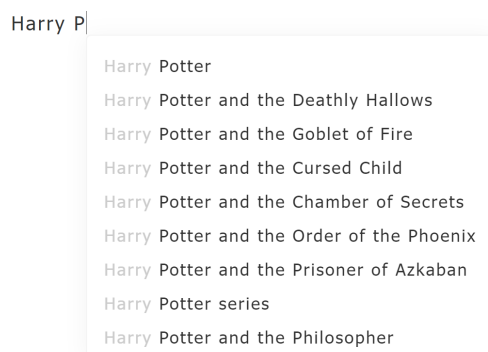 Harry P
Harry Potter
Harry Potter and the Deathly Hallows
Harry Potter and the Goblet of Fire
Harry Potter and the Cursed Child
Harry Potter and the Chamber of Secrets
Harry Potter and the Order of the Phoenix
Harry Potter and the Prisoner of Azkaban
Harry Potter series
Harry Potter and the Philosopher